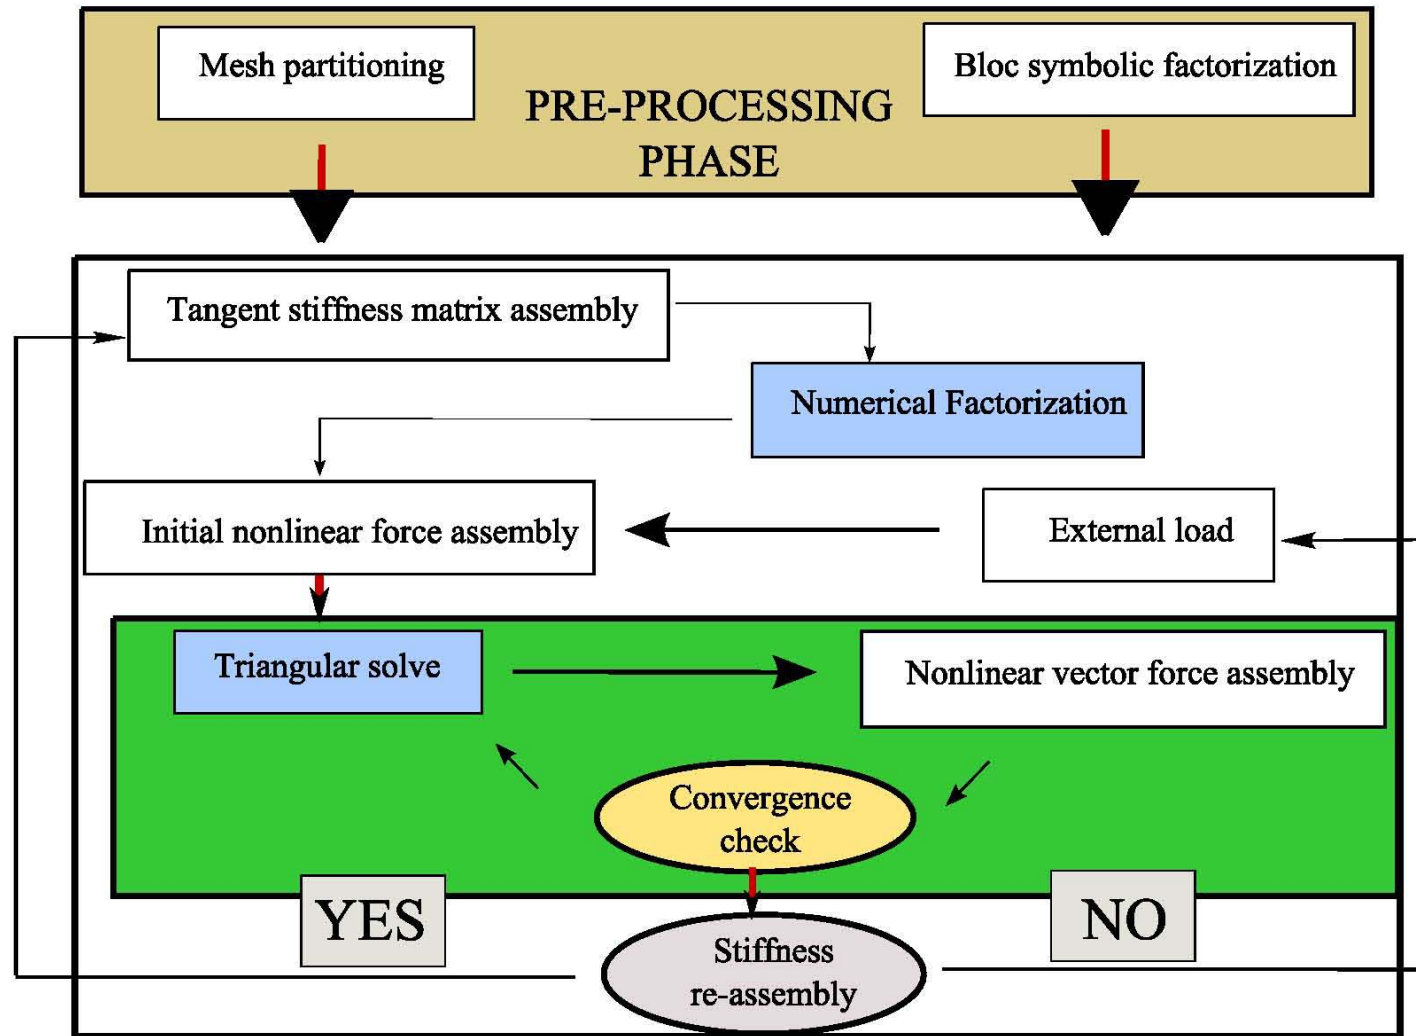 Mesh partitioning
Bloc symbolic factorization
PRE-PROCESSING
PHASE
Tangent stiffness matrix assembly
Numerical Factorization
Initial nonlinear force assembly
External load
Triangular solve
Nonlinear vector force assembly
Convergence
check
YES
NO
Stiffness
re-assembly